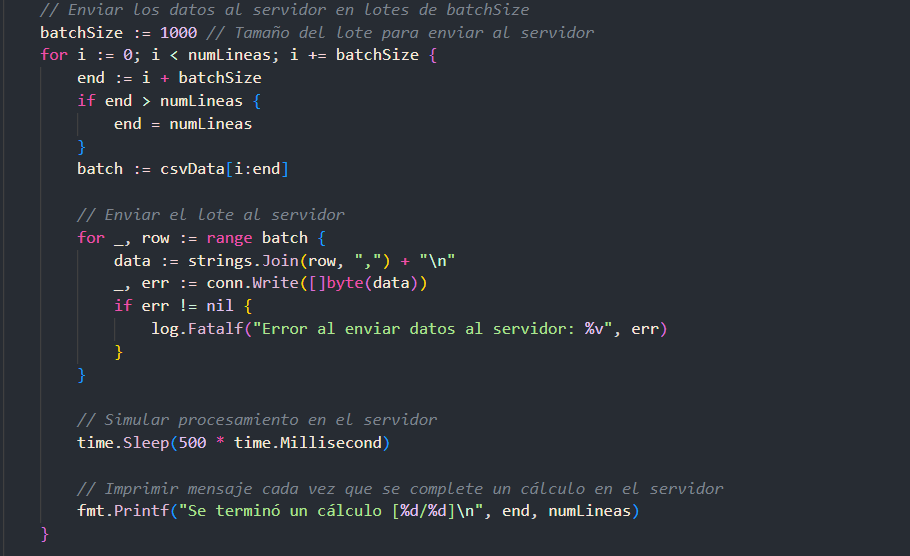 // Enviar los datos al servidor en lotes de batchSize
batchSize := 1000 // Tamaño del lote para enviar al servidor
for i := 0; i < numLineas; i += batchSize {
    end := i + batchSize
    if end > numLineas {
        end = numLineas
    }
    batch := csvData[i:end]

    // Enviar el lote al servidor
    for _, row := range batch {
        data := strings.Join(row, ",") + "\n"
        _, err := conn.Write([]byte(data))
        if err != nil {
            log.Fatalf("Error al enviar datos al servidor: %v", err)
        }
    }

    // Simular procesamiento en el servidor
    time.Sleep(500 * time.Millisecond)

    // Imprimir mensaje cada vez que se complete un cálculo en el servidor
    fmt.Printf("Se terminó un cálculo [%d/%d]\n", end, numLineas)
}